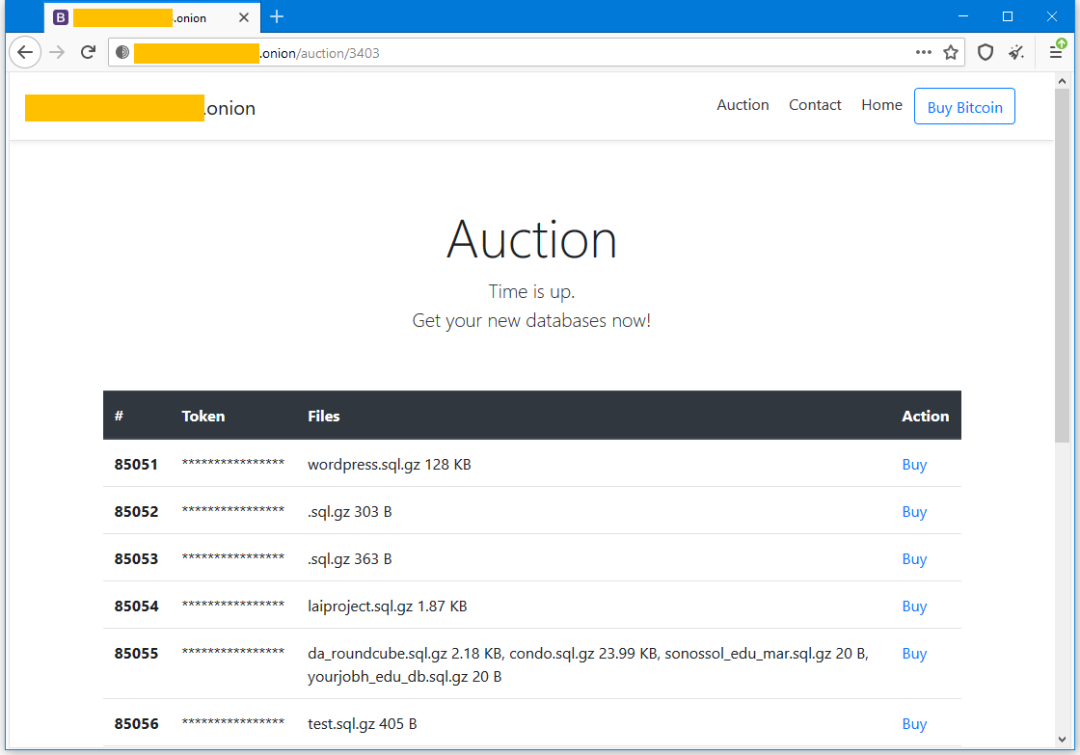 .onion
.onion/auction/3403
.onion
Auction Contact Home Buy Bitcoin
Auction
Time is up.
Get your new databases now!
# Token Files Action
85051 **************** wordpress.sql.gz 128 KB Buy
85052 **************** .sql.gz 303 B Buy
85053 **************** .sql.gz 363 B Buy
85054 **************** laiproject.sql.gz 1.87 KB Buy
85055 **************** da_roundcube.sql.gz 2.18 KB, condo.sql.gz 23.99 KB, sonossol_edu_mar.sql.gz 20 B, Buy
yourjobh_edu_db.sql.gz 20 B
85056 **************** test.sql.gz 405 B Buy